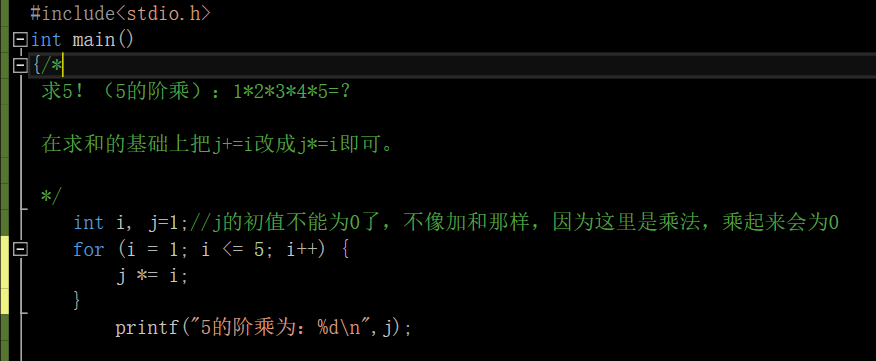 #include<stdio.h>
int main()
{/*
求5！（5的阶乘）：1*2*3*4*5=？
在求和的基础上把j+=i改成j*=i即可。
*/
int i, j=1;//j的初值不能为0了，不像加和那样，因为这里是乘法，乘起来会为0
for (i = 1; i <= 5; i++) {
j *= i;
}
printf("5的阶乘为：%d\n",j);